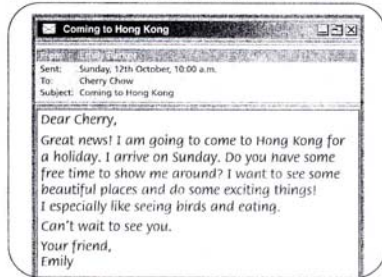 Coming to Hong Kong
Sent: Sunday, 12th October, 10:00 a.m.
To: Cherry Chow
Subject: Coming to Hong Kong
Dear Cherry,
Great news! I am going to come to Hong Kong for
a holiday. I arrive on Sunday. Do you have some
free time to show me around? I want to see some
beautiful places and do some exciting things!
I especially like seeing birds and eating.
Can't wait to see you.
Your friend,
Emily